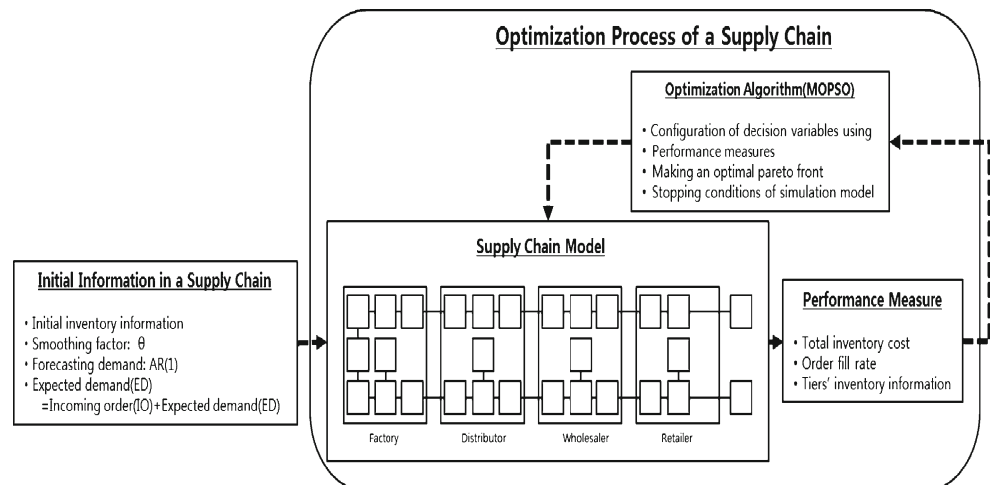 Optimization Process of a Supply Chain
Optimization Algorithm(MOPSO)
• Configuration of decision variables using
• Performance measures
• Making an optimal pareto front
• Stopping conditions of simulation model
Supply Chain Model
Factory
Distributor
Wholesaler
Retailer
Initial Information in a Supply Chain
• Initial inventory information
• Smoothing factor: θ
• Forecasting demand: AR(1)
• Expected demand(ED)
=Incoming order(IO)+Expected demand(ED)
Performance Measure
• Total inventory cost
• Order fill rate
• Tiers' inventory information